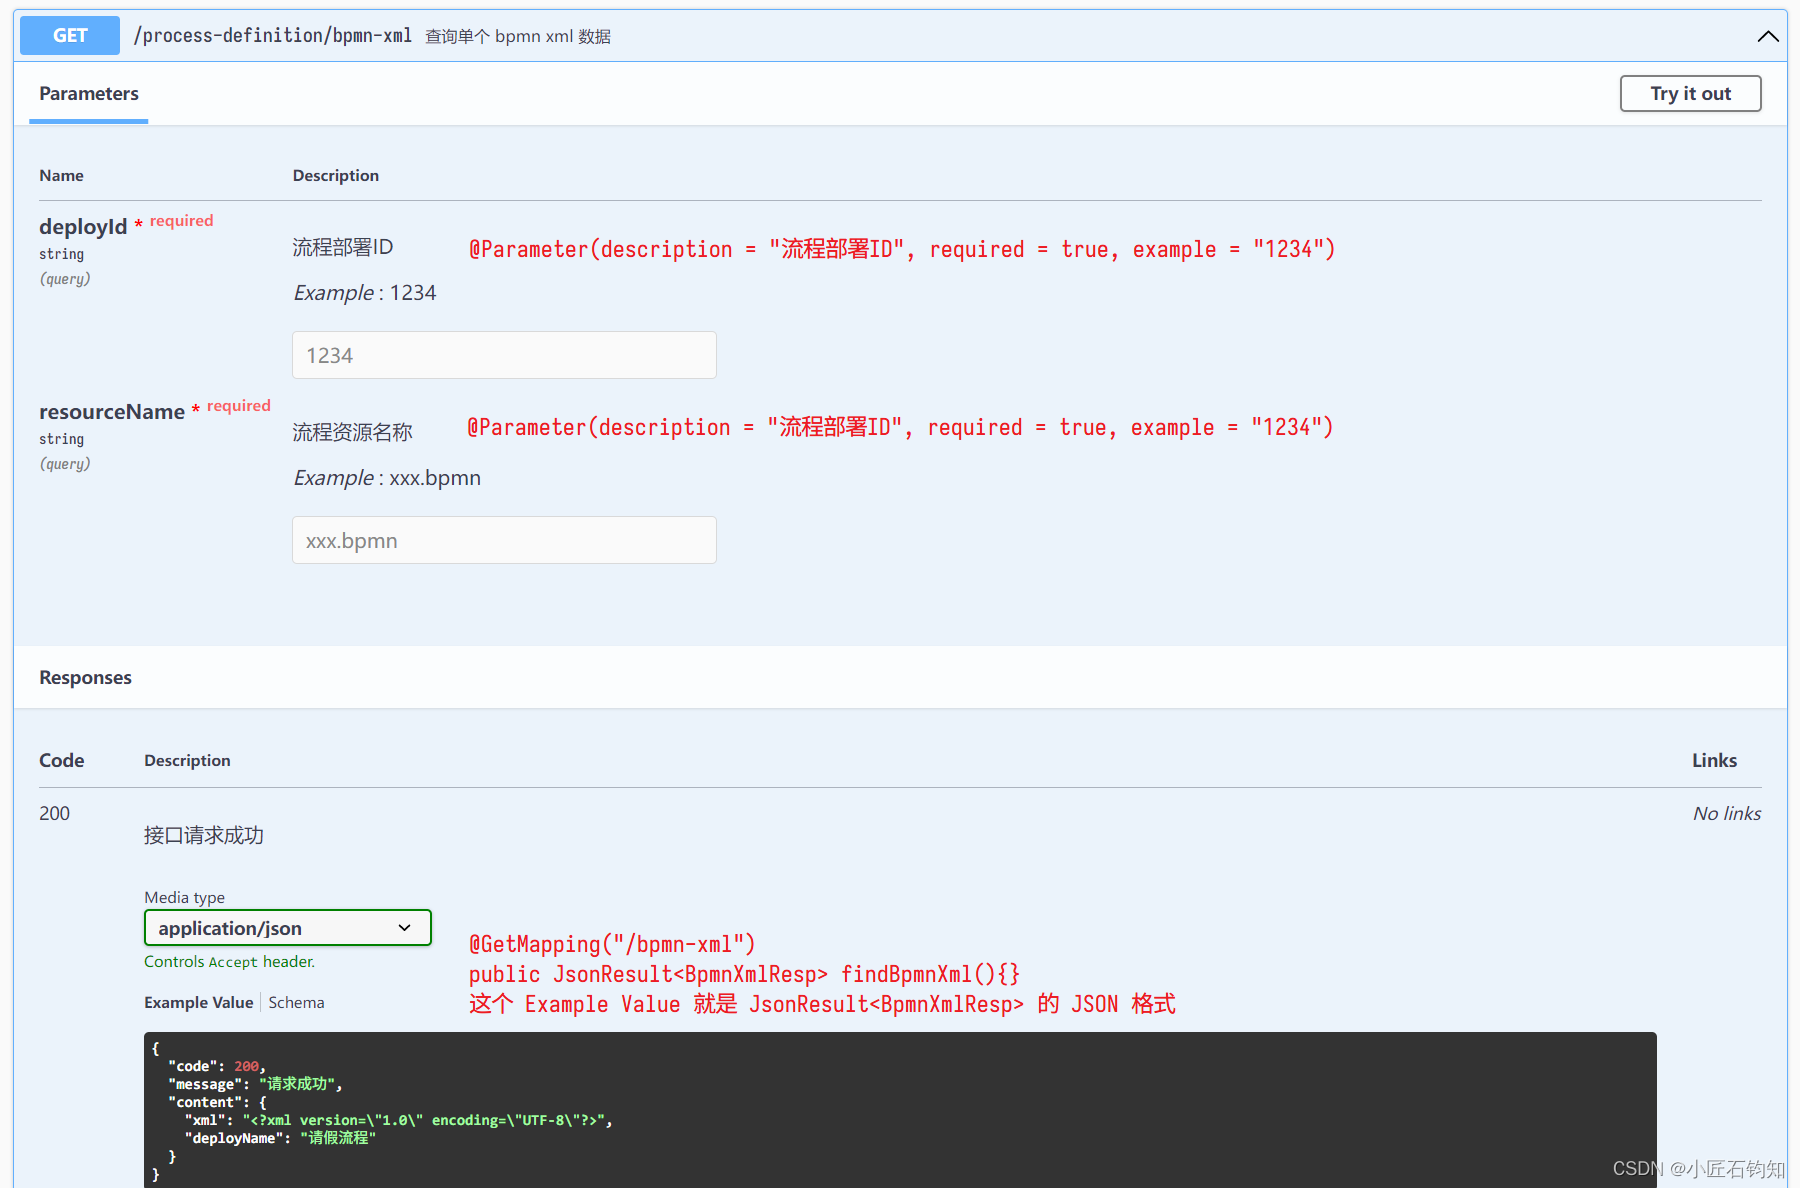 GET /process-definition/bpmn-xml 查询单个 bpmn xml 数据
Parameters
Try it out
Name Description
deployId * required
string
(query)
流程部署ID
@Parameter(description = "流程部署ID", required = true, example = "1234")
Example : 1234
1234
resourceName * required
string
(query)
流程资源名称
@Parameter(description = "流程部署ID", required = true, example = "1234")
Example : xxx.bpmn
xxx.bpmn
Responses
Code Description Links
200
No links
接口请求成功
Media type
application/json
Controls Accept header.
@GetMapping("/bpmn-xml")
public JsonResult<BpmnXmlResp> findBpmnXml(){}
这个 Example Value 就是 JsonResult<BpmnXmlResp> 的 JSON 格式
Example Value Schema
{
"code": 200,
"message": "请求成功",
"content": {
"xml": "<?xml version=\"1.0\" encoding=\"UTF-8\"?>",
"deployName": "请假流程"
}
}
CSDN @小匠石钧知